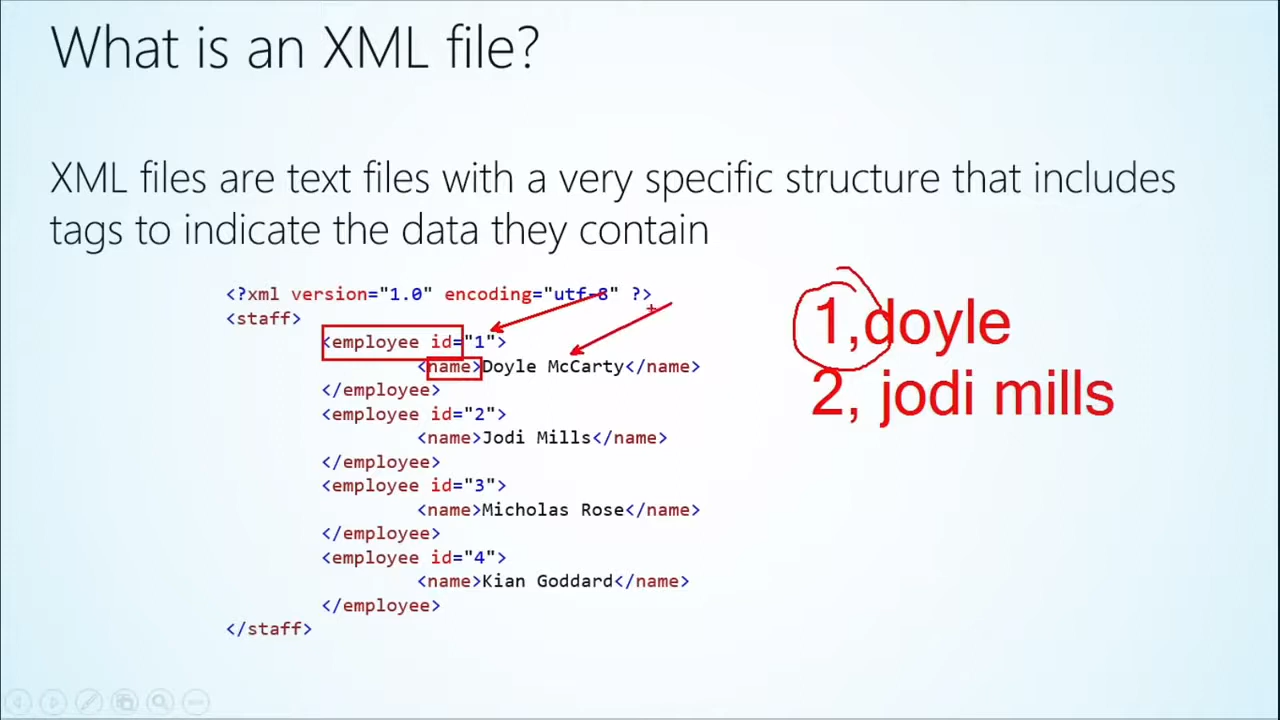 What is an XML file?
XML files are text files with a very specific structure that includes
tags to indicate the data they contain
<?xml version="1.0" encoding="utf-8" ?>
<staff>
<employee id="1">
<name>Doyle McCarty</name>
</employee>
<employee id="2">
<name>Jodi Mills</name>
</employee>
<employee id="3">
<name>Micholas Rose</name>
</employee>
<employee id="4">
<name>Kian Goddard</name>
</employee>
</staff>
1,doyle
2, jodi mills